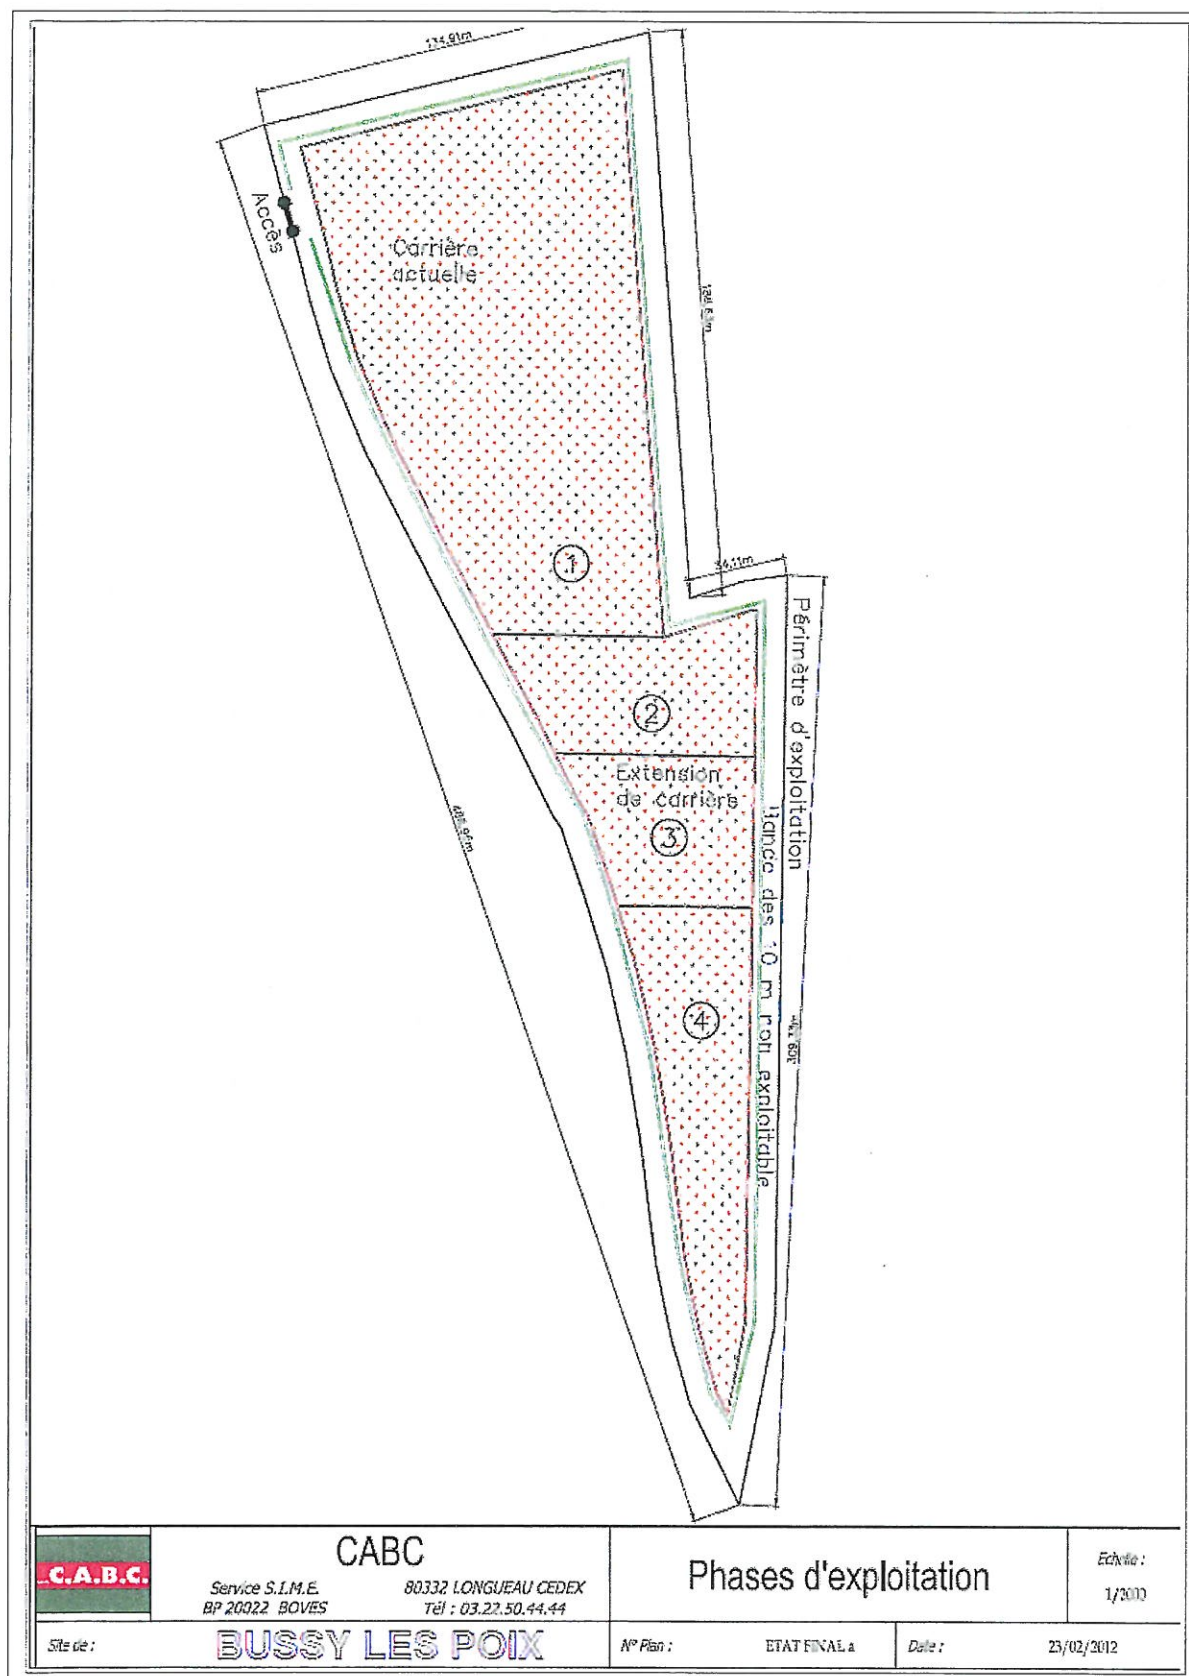 Accès
Carrière
actuelle
34,11m
1
Périmètre d'exploitation
2
Extension
de carrière
3
Bande des 10 m non exploitable
4
C.A.B.C.
CABC
Service S.I.M.E. 80332 LONGUEAU CEDEX
BP 20022 BOVES Tél : 03.22.50.44.44
Phases d'exploitation
Echelle :
Site de :
BUSSY LES POIX
N° Plan :
ETAT FINAL a
Date :
23/02/2012